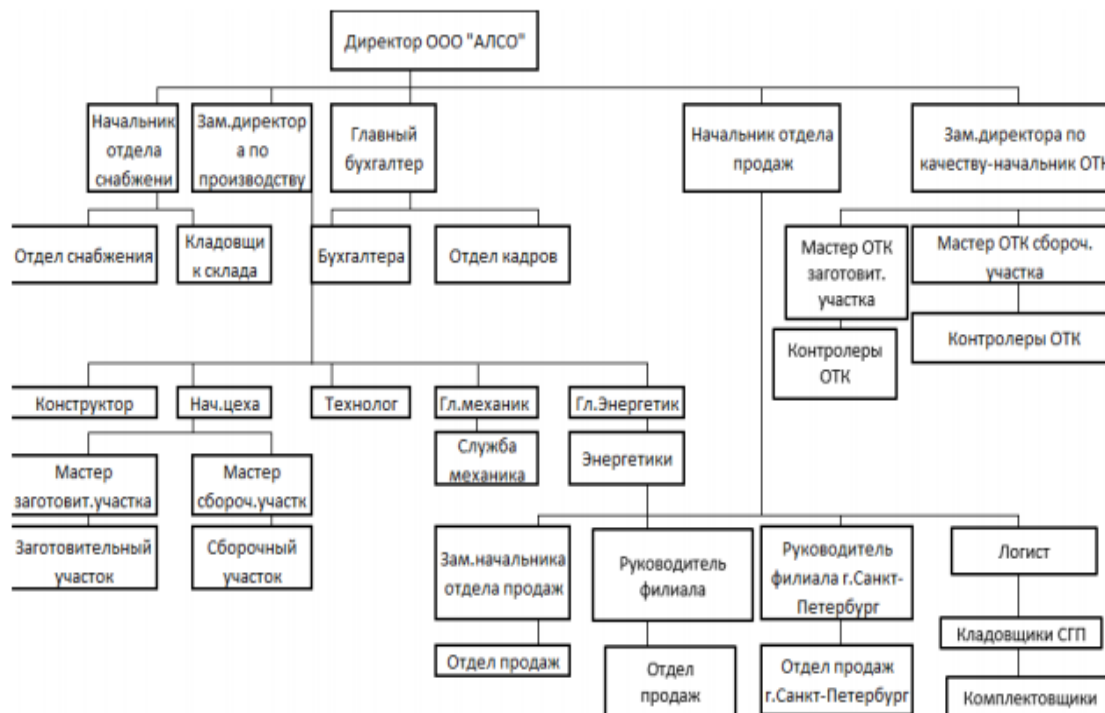 Директор ООО "АЛСО"
Начальник
отдела
снабжени
Зам.директор
а по
производству
Главный
бухгалтер
Начальник отдела
продаж
Зам.директора по
качеству-начальник ОТК
Отдел снабжения
Кладовщи
к склада
Бухгалтера
Отдел кадров
Мастер ОТК
заготовит.
участка
Мастер ОТК сбороч.
участка
Контролеры
ОТК
Контролеры ОТК
Конструктор
Нач.цеха
Технолог
Гл.механик
Гл.Энергетик
Служба
механика
Энергетики
Мастер
заготовит.участка
Мастер
сбороч.участк
Заготовительный
участок
Сборочный
участок
Зам.начальника
отдела продаж
Руководитель
филиала
Руководитель
филиала г.Санкт-
Петербург
Логист
Отдел продаж
Отдел
продаж
Отдел продаж
г.Санкт-Петербург
Кладовщики СГП
Комплектовщики